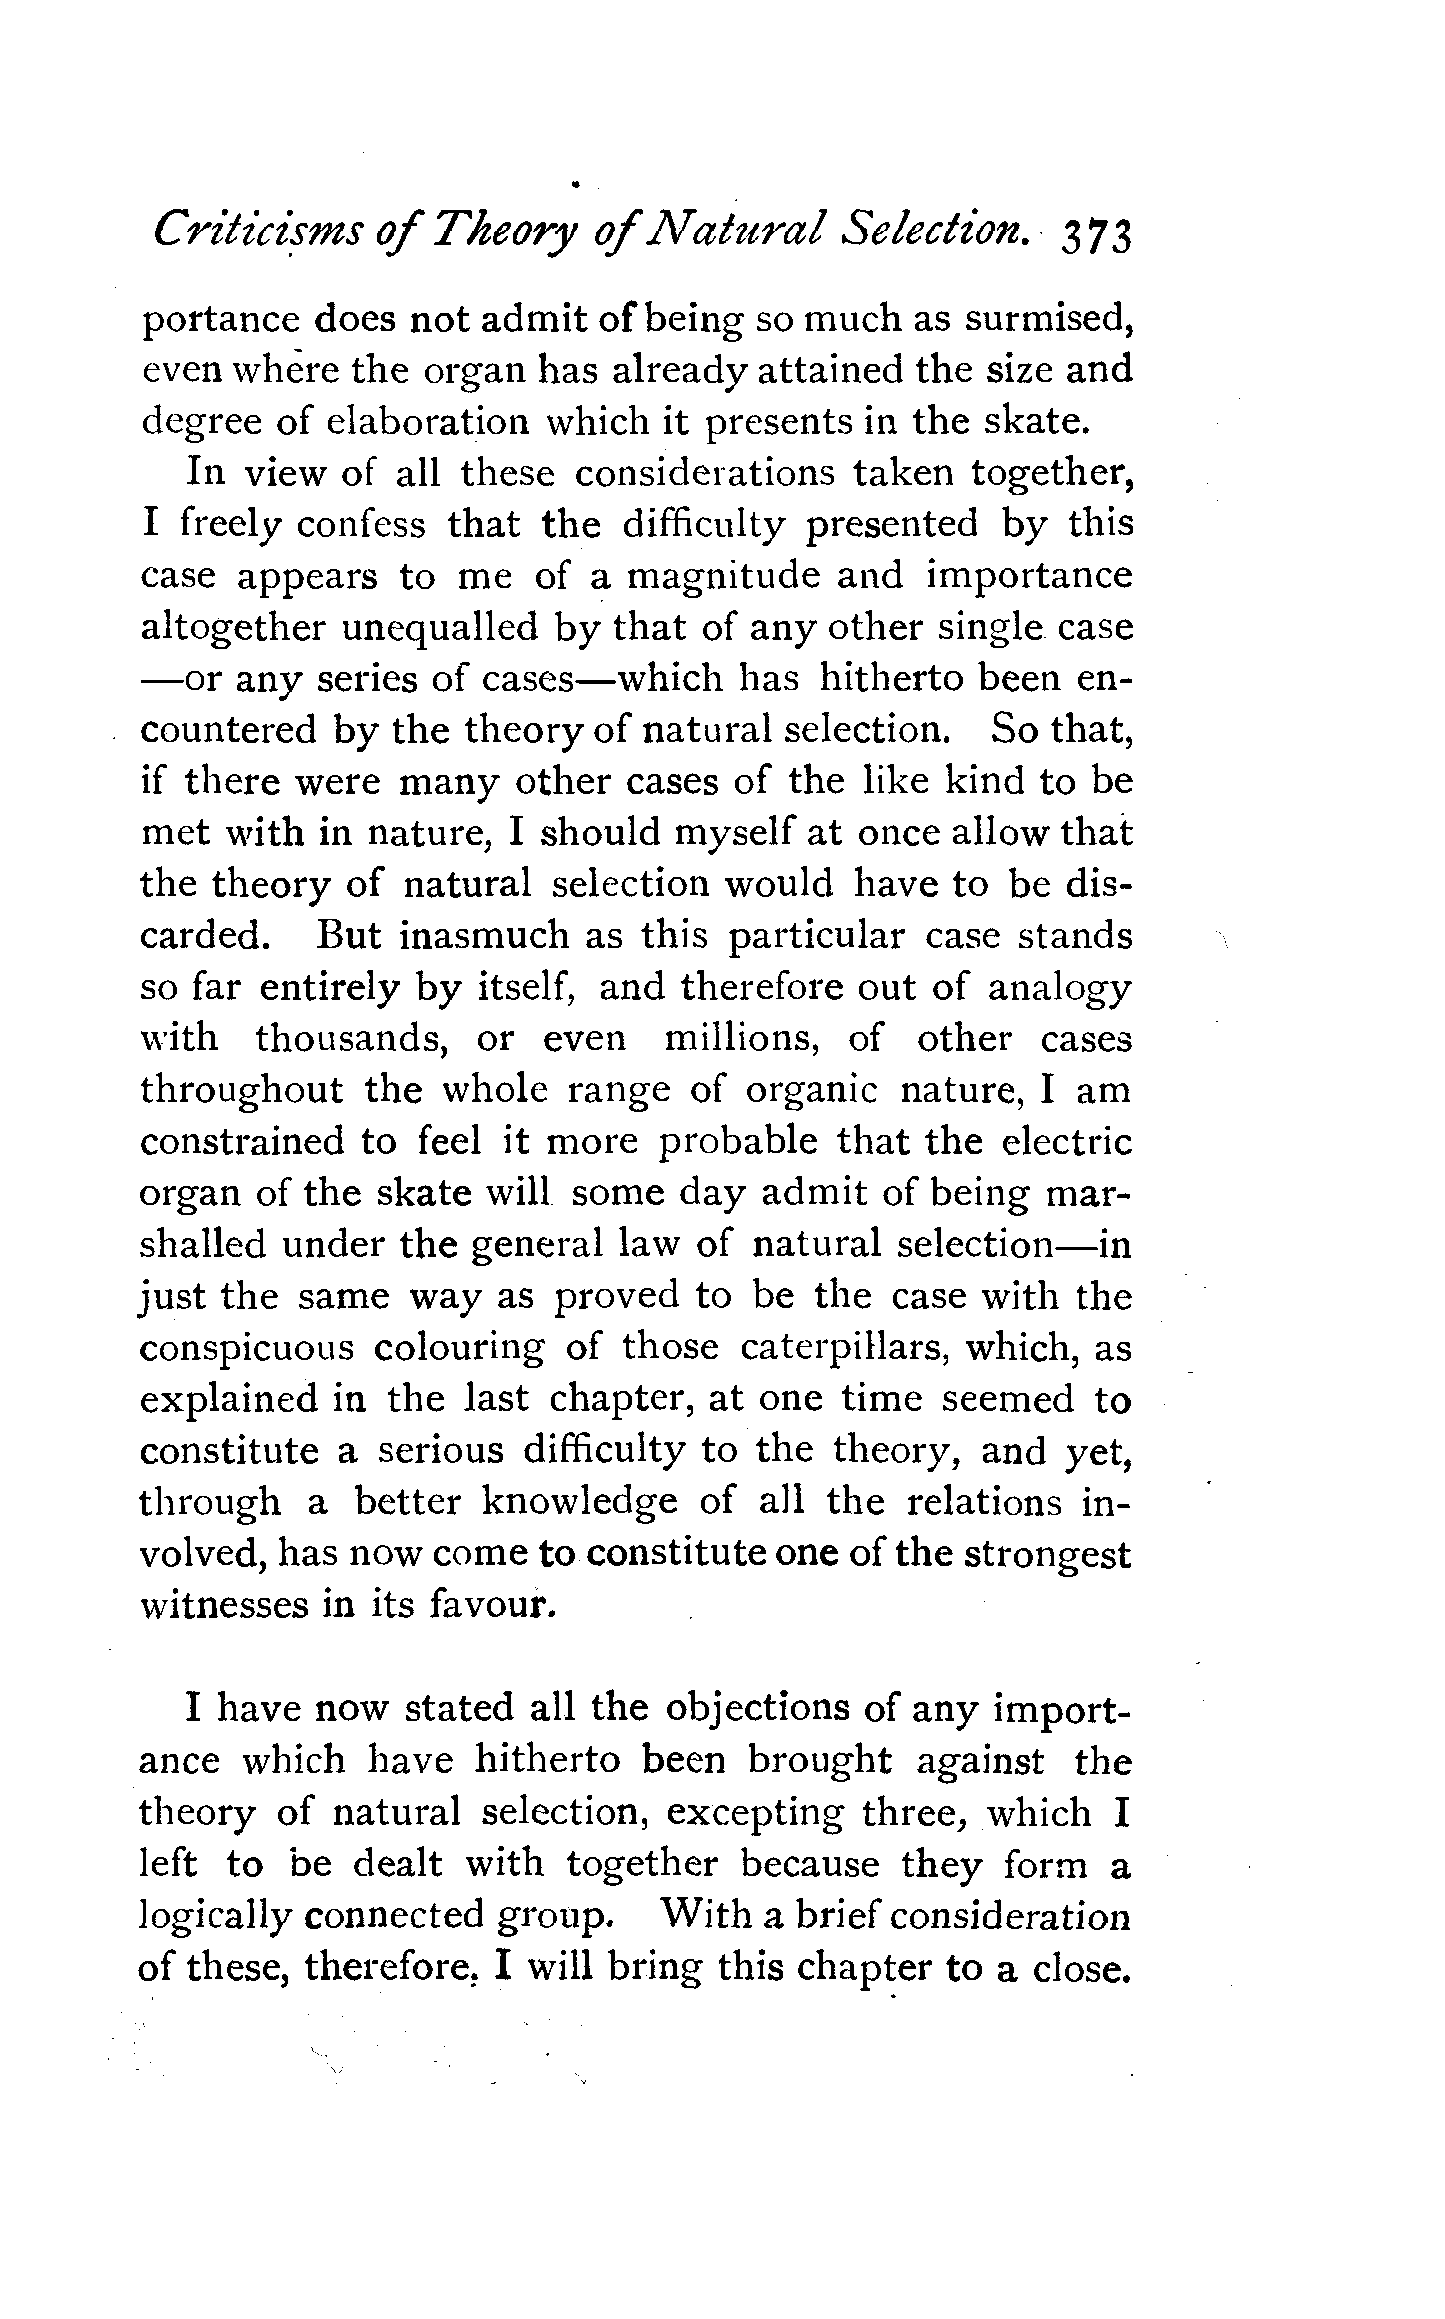 Criticisms of Theory of Natural Selection. 373
portance does not admit of being so much as surmised,
even where the organ has already attained the size and
degree of elaboration which it presents in the skate.
In view of all these considerations taken together,
I freely confess that the difficulty presented by this
case appears to me of a magnitude and importance
altogether unequalled by that of any other single case
—or any series of cases—which has hitherto been en-
countered by the theory of natural selection. So that,
if there were many other cases of the like kind to be
met with in nature, I should myself at once allow that
the theory of natural selection would have to be dis-
carded. But inasmuch as this particular case stands
so far entirely by itself, and therefore out of analogy
with thousands, or even millions, of other cases
throughout the whole range of organic nature, I am
constrained to feel it more probable that the electric
organ of the skate will some day admit of being mar-
shalled under the general law of natural selection—in
just the same way as proved to be the case with the
conspicuous colouring of those caterpillars, which, as
explained in the last chapter, at one time seemed to
constitute a serious difficulty to the theory, and yet,
through a better knowledge of all the relations in-
volved, has now come to constitute one of the strongest
witnesses in its favour.
I have now stated all the objections of any import-
ance which have hitherto been brought against the
theory of natural selection, excepting three, which I
left to be dealt with together because they form a
logically connected group. With a brief consideration
of these, therefore, I will bring this chapter to a close.